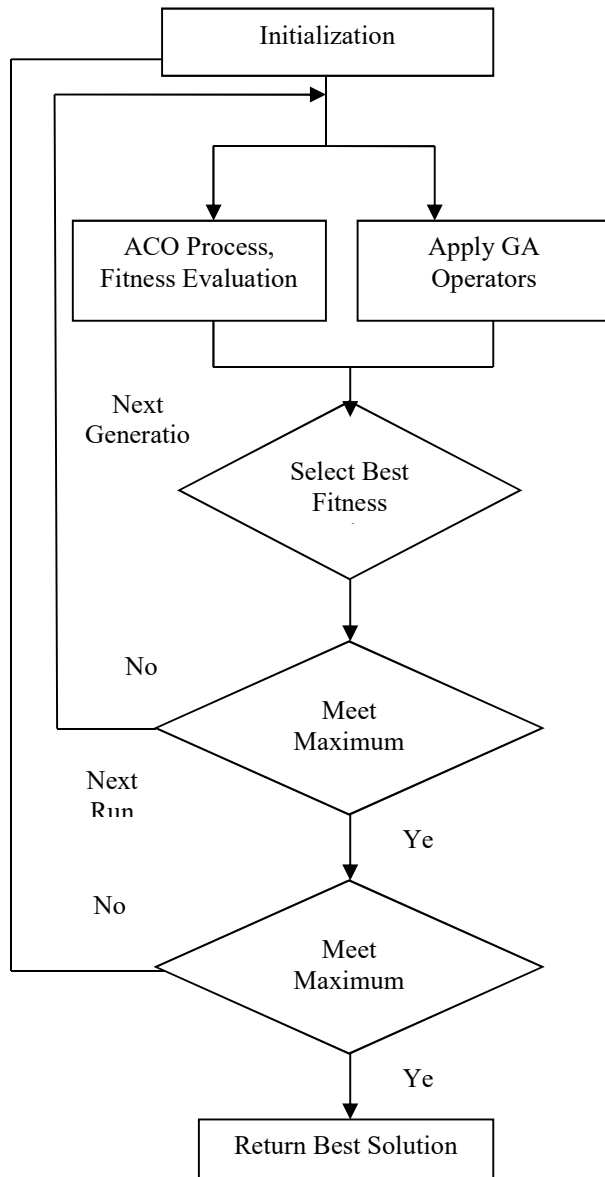 Initialization
ACO Process,
Fitness Evaluation
Apply GA
Operators
Next
Generatio
Select Best
Fitness
No
Meet
Maximum
Next
Run
Ye
No
Meet
Maximum
Ye
Return Best Solution